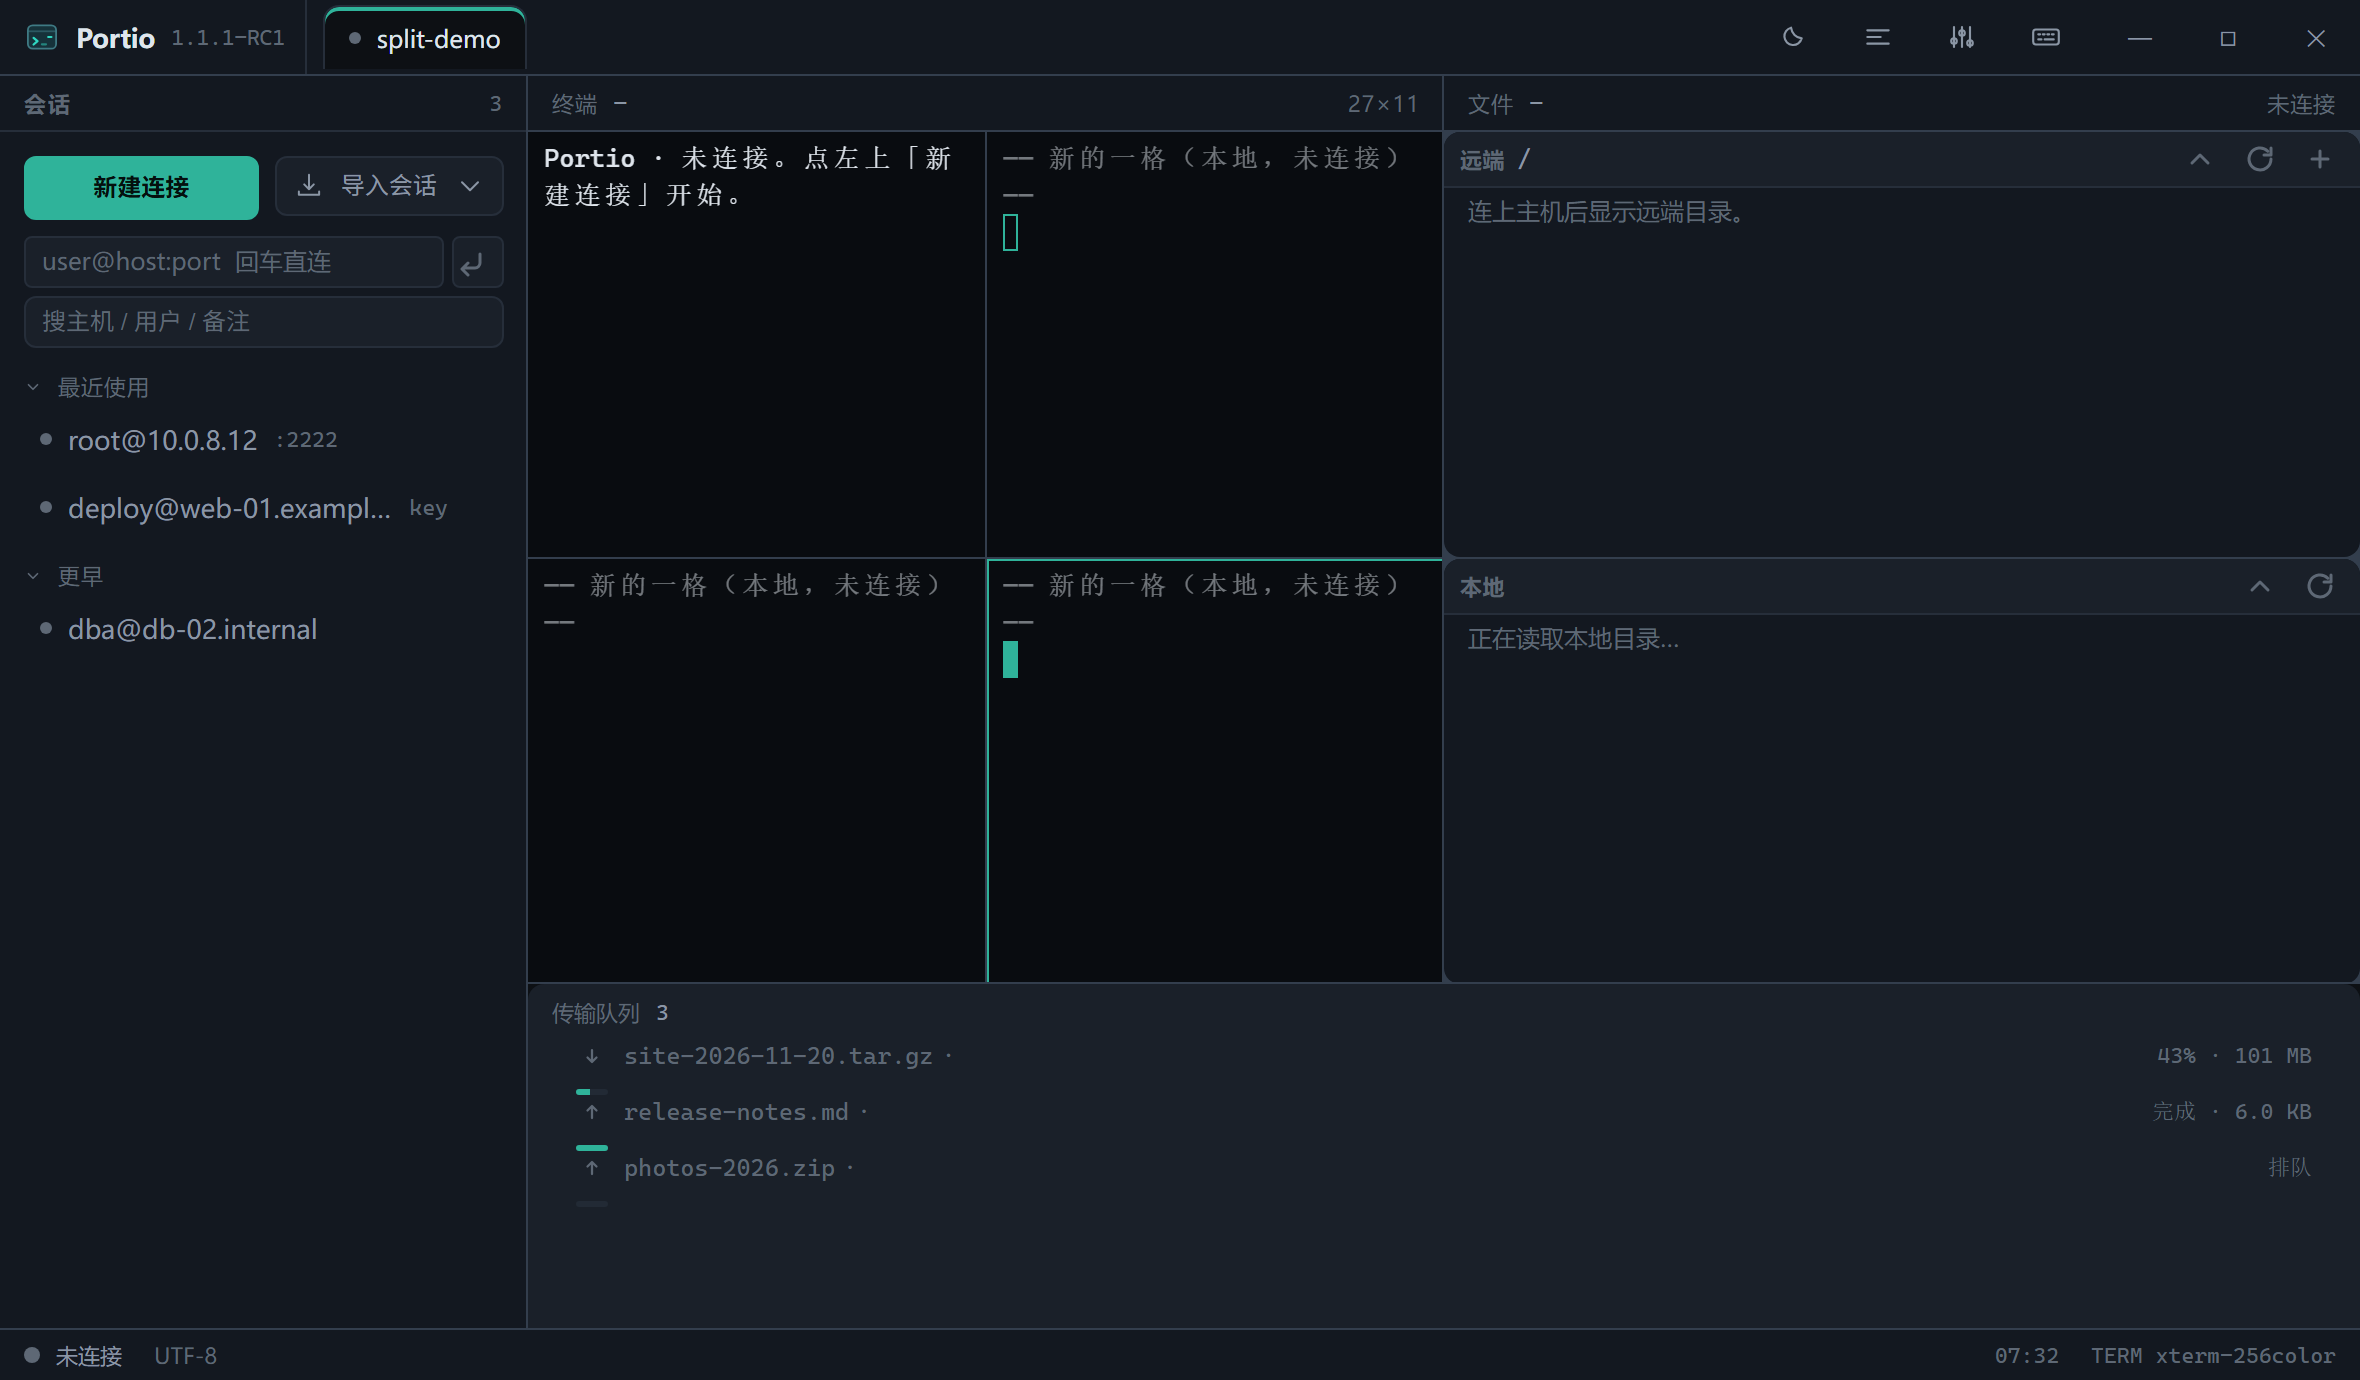 Portio 1.1.1-RC1
split-demo
会话 3
新建连接
导入会话
user@host:port 回车直连
搜主机 / 用户 / 备注
最近使用
root@10.0.8.12 :2222
deploy@web-01.exampl... key
更早
dba@db-02.internal
终端 — 27×11
Portio · 未连接。点左上「新
建连接」开始。
—— 新的一格（本地，未连接）
——
—— 新的一格（本地，未连接）
——
—— 新的一格（本地，未连接）
——
文件 — 未连接
远端 /
连上主机后显示远端目录。
本地
正在读取本地目录...
传输队列 3
↓ site-2026-11-20.tar.gz · 43% · 101 MB
↑ release-notes.md · 完成 · 6.0 KB
↑ photos-2026.zip · 排队
未连接 UTF-8
07:32 TERM xterm-256color